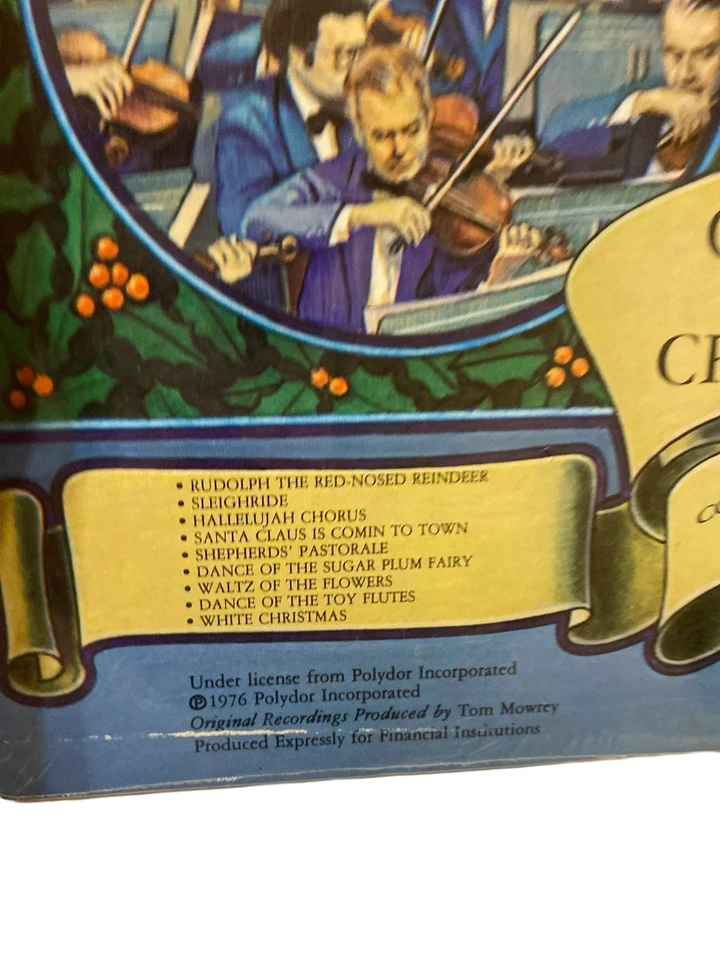 C
CH
• RUDOLPH THE RED-NOSED REINDEER
• SLEIGHRIDE
• HALLELUJAH CHORUS
• SANTA CLAUS IS COMIN TO TOWN
• SHEPHERDS' PASTORALE
• DANCE OF THE SUGAR PLUM FAIRY
• WALTZ OF THE FLOWERS
• DANCE OF THE TOY FLUTES
• WHITE CHRISTMAS
Under license from Polydor Incorporated
℗1976 Polydor Incorporated
Original Recordings Produced by Tom Mowrey
Produced Expressly for Financial Institutions